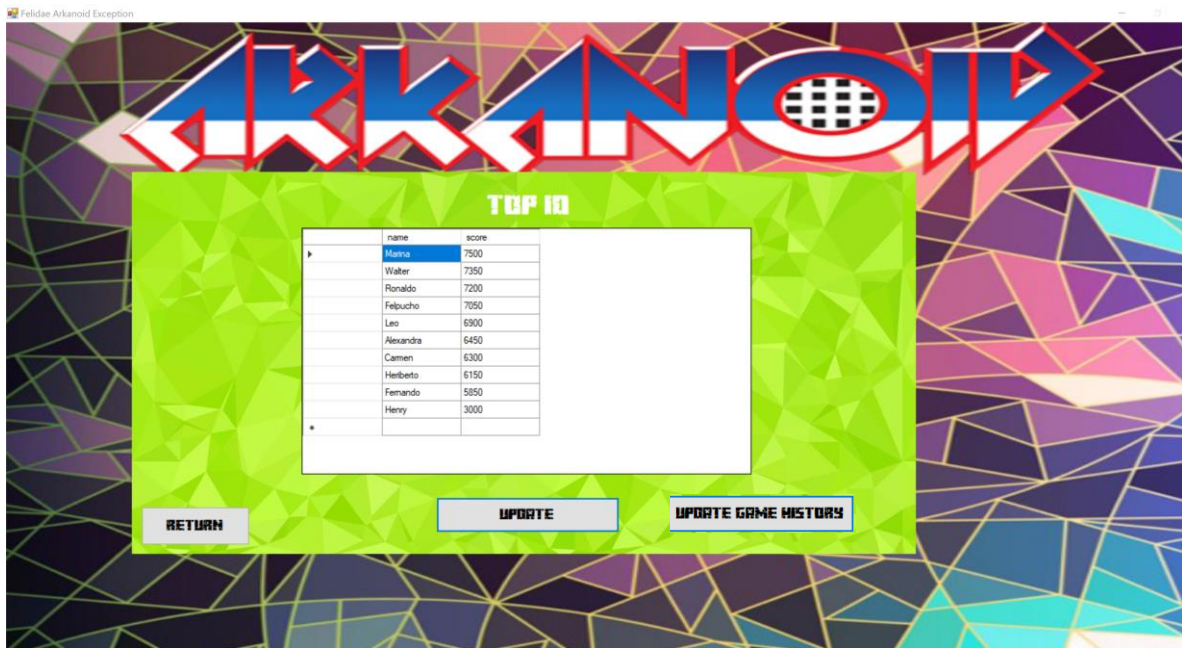 Felidae Arkanoid Exception
ARKANOID
TOP 10
name score
Marina 7500
Walter 7350
Ronaldo 7200
Felpucho 7050
Leo 6900
Alexandra 6450
Carmen 6300
Heriberto 6150
Fernando 5850
Henry 3000
RETURN
UPDATE
UPDATE GAME HISTORY